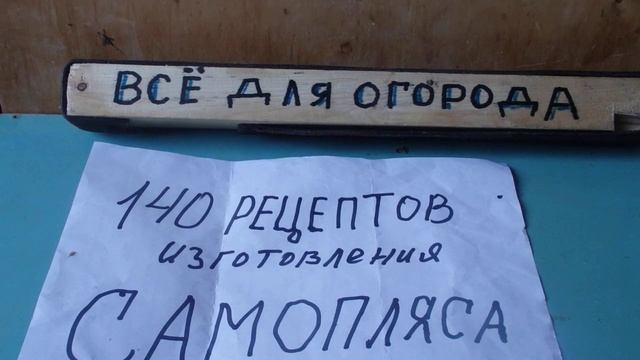 ВСЁ ДЛЯ ОГОРОДА
140 РЕЦЕПТОВ
изготовления
САМОПЛЯСА